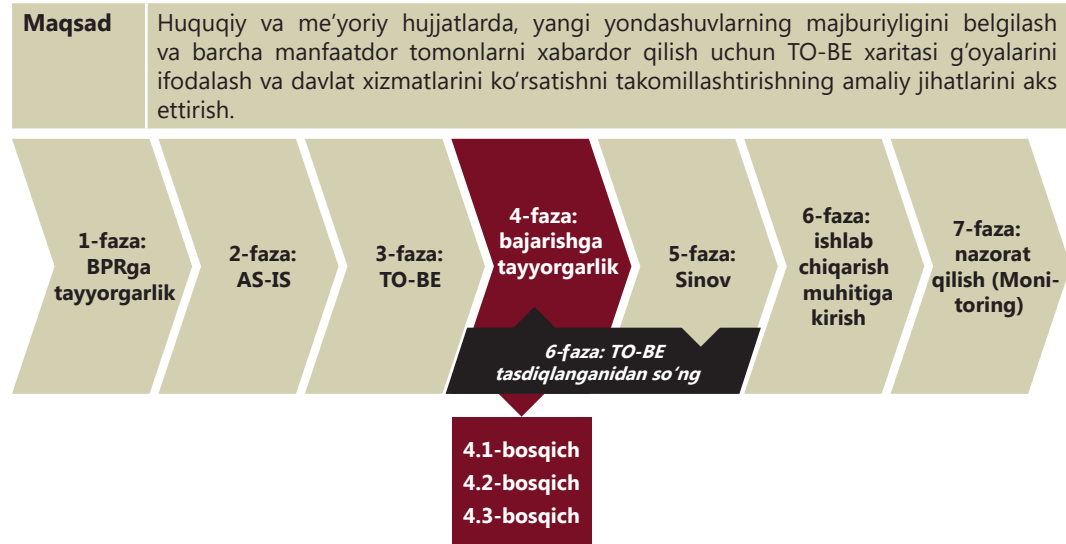 Maqsad
Huquqiy va me’yoriy hujjatlarda, yangi yondashuvlarning majburiyligini belgilash
va barcha manfaatdor tomonlarni xabardor qilish uchun TO-BE xaritasi g‘oyalarini
ifodalash va davlat xizmatlarini ko‘rsatishni takomillashtirishning amaliy jihatlarini aks
ettirish.
1-faza:
BPRga
tayyorgarlik
2-faza:
AS-IS
3-faza:
TO-BE
4-faza:
bajarishga
tayyorgarlik
5-faza:
Sinov
6-faza:
ishlab
chiqarish
muhitiga
kirish
7-faza:
nazorat
qilish (Moni-
toring)
6-faza: TO-BE
tasdiqlanganidan so‘ng
4.1-bosqich
4.2-bosqich
4.3-bosqich